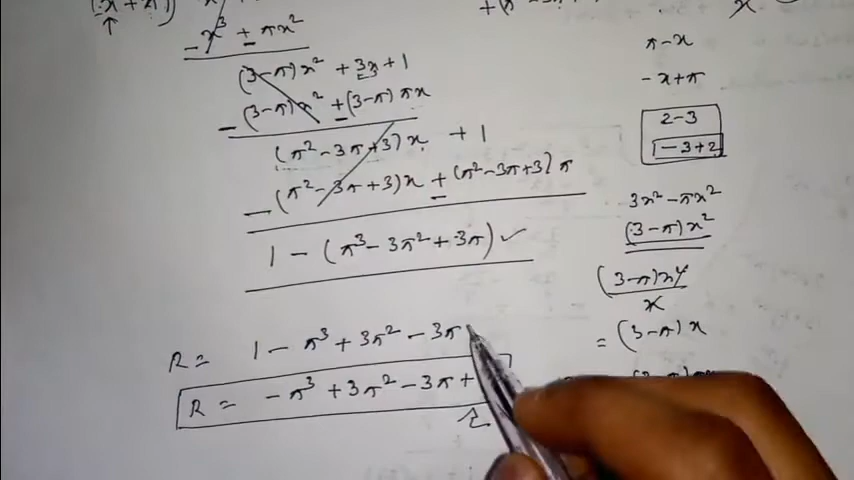 - x³ + πx²
(3-π)x² + 3x + 1
- (3-π)x² + (3-π)πx
(π² - 3π + 3)x + 1
- (π² - 3π + 3)x + (π² - 3π + 3)π
1 - (π³ - 3π² + 3π) ✓
R = 1 - π³ + 3π² - 3π
R = - π³ + 3π² - 3π +
π - x
- x + π
2 - 3
- 3 + 2
3x² - πx²
(3-π)x²
(3-π)x
x
= (3-π)x